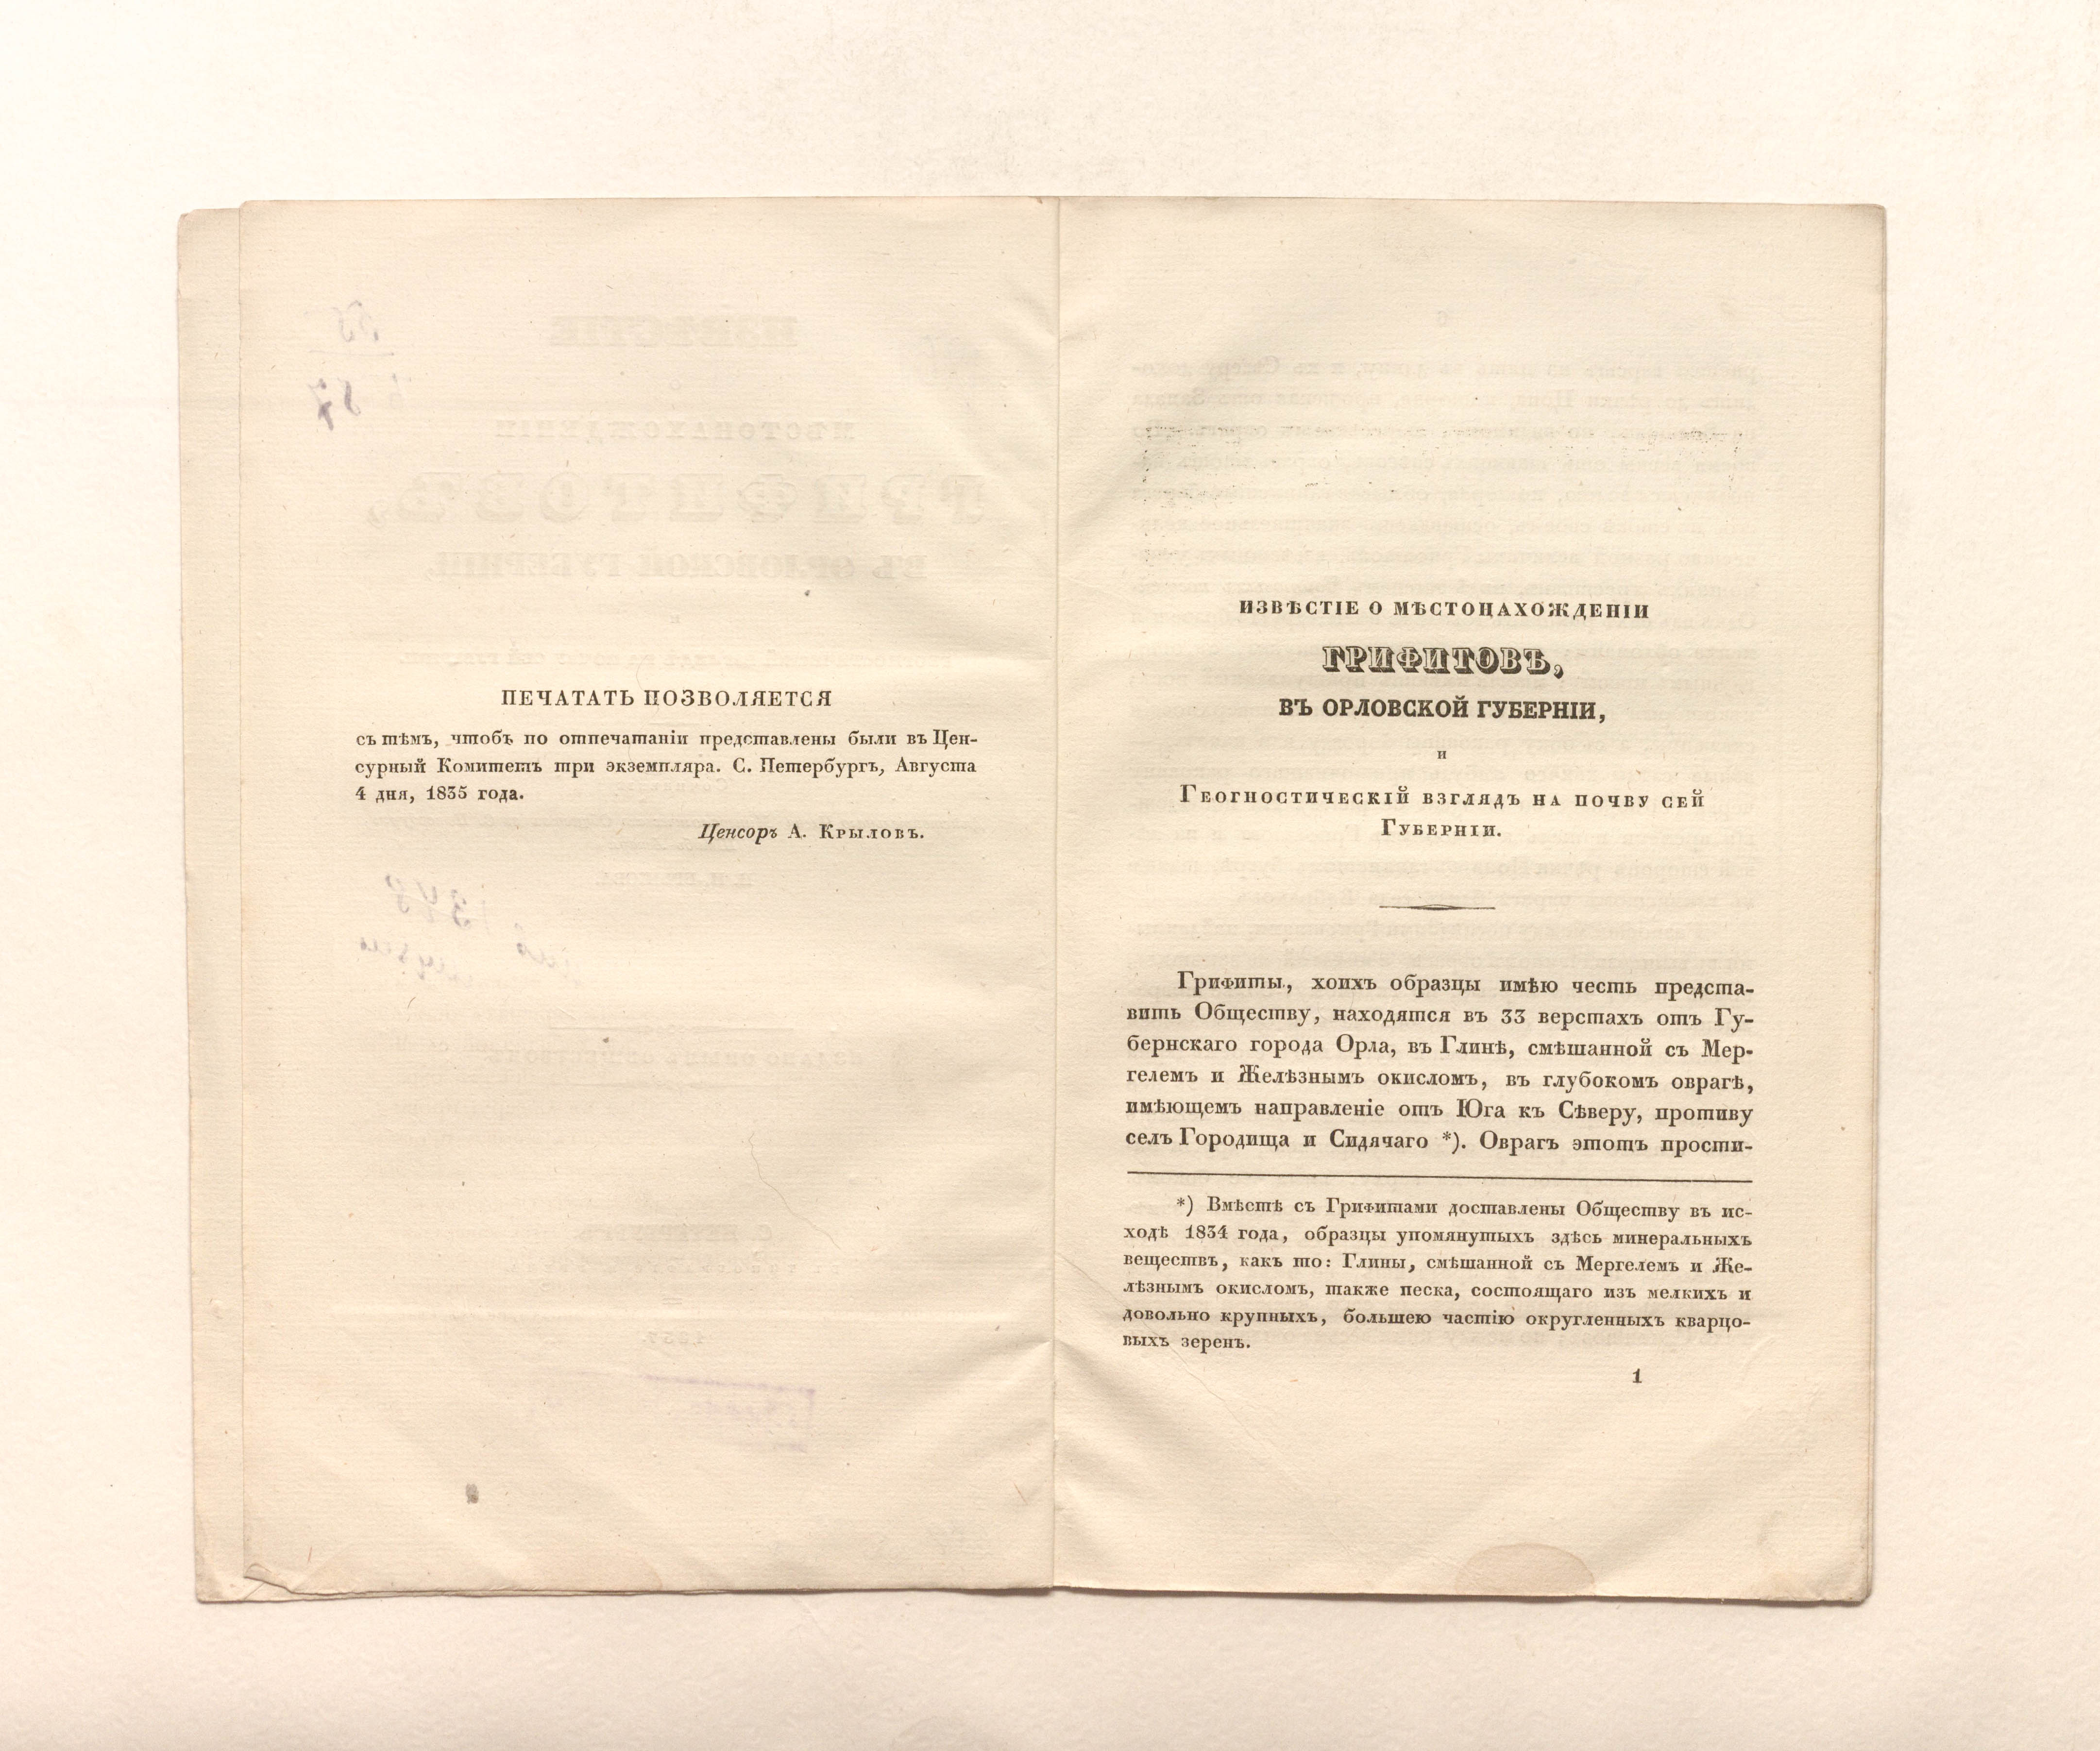 ПЕЧАТАТЬ ПОЗВОЛЯЕТСЯ
съ тѣмъ, чтобъ по отпечатаніи представлены были въ Цен-
сурный Комитетъ три экземпляра. С. Петербургъ, Августа
4 дня, 1835 года.
Ценсоръ А. Крыловъ.
ИЗВѢСТІЕ О МѢСТОНАХОЖДЕНІИ
ГРИФИТОВЪ,
ВЪ ОРЛОВСКОЙ ГУБЕРНІИ,
и
Геогностическій взглядъ на почву сей
Губерніи.
Грифиты, коихъ образцы имѣю честь предста-
вить Обществу, находятся въ 33 верстахъ отъ Гу-
бернскаго города Орла, въ Глинѣ, смѣшанной съ Мер-
гелемъ и Желѣзнымъ окисломъ, въ глубокомъ оврагѣ,
имѣющемъ направленіе отъ Юга къ Сѣверу, противу
селъ Городища и Сидячаго *). Оврагъ этотъ прости-
*) Вмѣстѣ съ Грифитами доставлены Обществу въ ис-
ходѣ 1834 года, образцы упомянутыхъ здѣсь минеральныхъ
веществъ, какъ то: Глины, смѣшанной съ Мергелемъ и Же-
лѣзнымъ окисломъ, также песка, состоящаго изъ мелкихъ и
довольно крупныхъ, большею частію округленныхъ кварцо-
выхъ зеренъ.
1